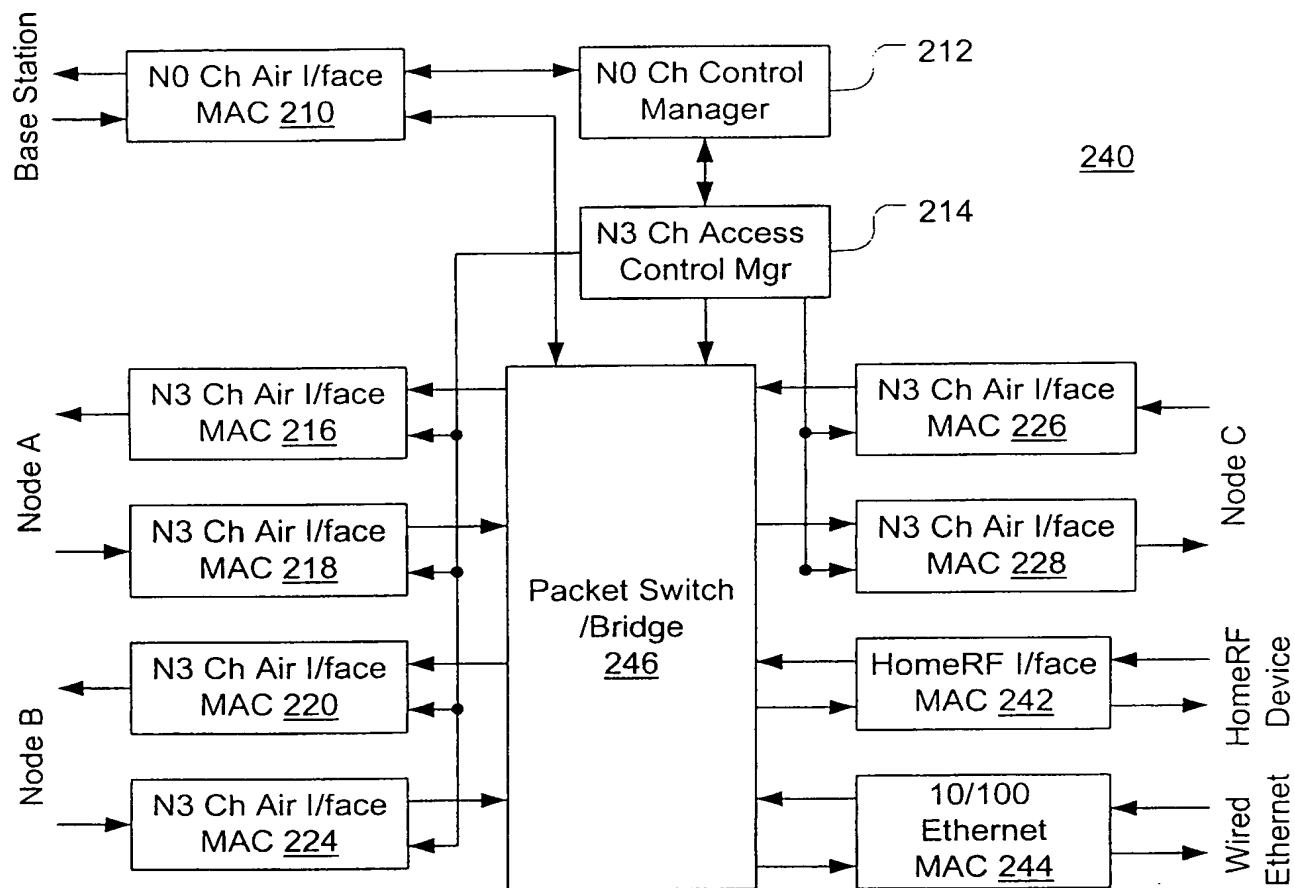 Base Station
N0 Ch Air I/face
MAC 210
N0 Ch Control
Manager
212
240
N3 Ch Access
Control Mgr
214
Node A
N3 Ch Air I/face
MAC 216
N3 Ch Air I/face
MAC 218
Node B
N3 Ch Air I/face
MAC 220
N3 Ch Air I/face
MAC 224
Packet Switch
/Bridge
246
N3 Ch Air I/face
MAC 226
N3 Ch Air I/face
MAC 228
Node C
HomeRF I/face
MAC 242
HomeRF
Device
10/100
Ethernet
MAC 244
Wired
Ethernet